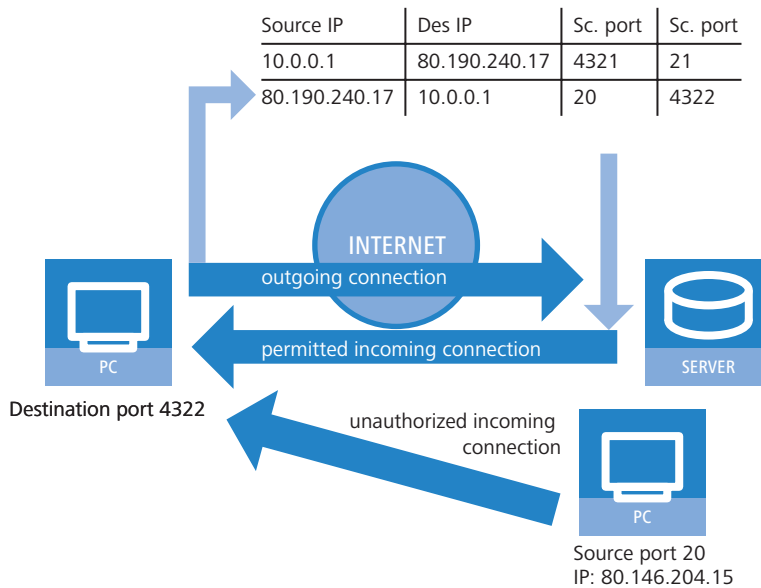 Source IP Des IP Sc. port Sc. port
10.0.0.1 80.190.240.17 4321 21
80.190.240.17 10.0.0.1 20 4322
INTERNET
outgoing connection
permitted incoming connection
PC
SERVER
Destination port 4322
unauthorized incoming
connection
PC
Source port 20
IP: 80.146.204.15